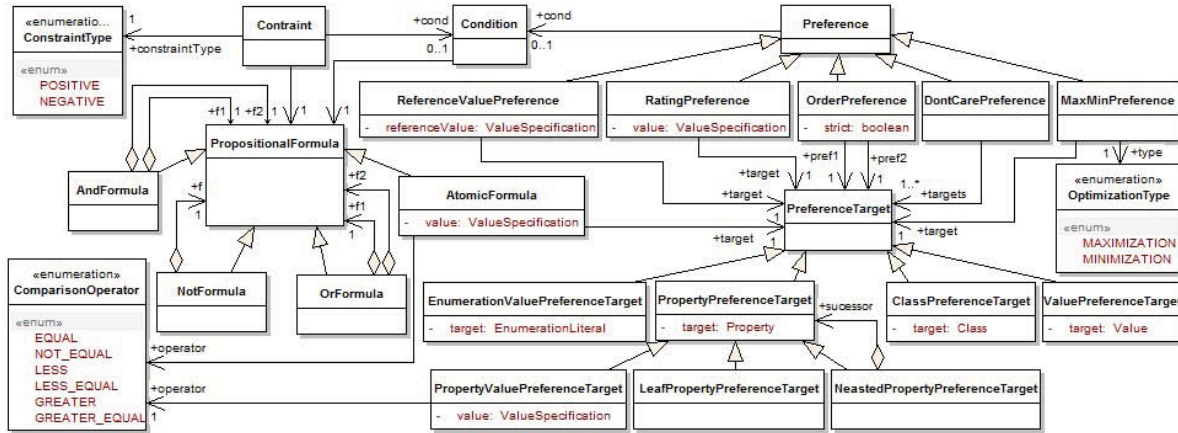 «enumeratio...
ConstraintType
«enum»
POSITIVE
NEGATIVE
1
+constraintType
Contraint
+cond
0..1
Condition
+cond
0..1
Preference
ReferenceValuePreference
- referenceValue: ValueSpecification
RatingPreference
- value: ValueSpecification
OrderPreference
- strict: boolean
DontCarePreference
MaxMinPreference
+f1
1
+f2
1
1
1
PropositionalFormula
AndFormula
+f
1
+f2
1
+f1
1
AtomicFormula
- value: ValueSpecification
NotFormula
OrFormula
+target
1
+pref1
1
+pref2
1
1..*
+targets
1
+type
+target
1
PreferenceTarget
+target
1
+target
1
«enumeration»
OptimizationType
«enum»
MAXIMIZATION
MINIMIZATION
«enumeration»
ComparisonOperator
«enum»
EQUAL
NOT_EQUAL
LESS
LESS_EQUAL
GREATER
GREATER_EQUAL
+operator
+operator
1
EnumerationValuePreferenceTarget
- target: EnumerationLiteral
PropertyPreferenceTarget
- target: Property
+sucessor
ClassPreferenceTarget
- target: Class
ValuePreferenceTarget
- target: Value
PropertyValuePreferenceTarget
- value: ValueSpecification
LeafPropertyPreferenceTarget
NeastedPropertyPreferenceTarget